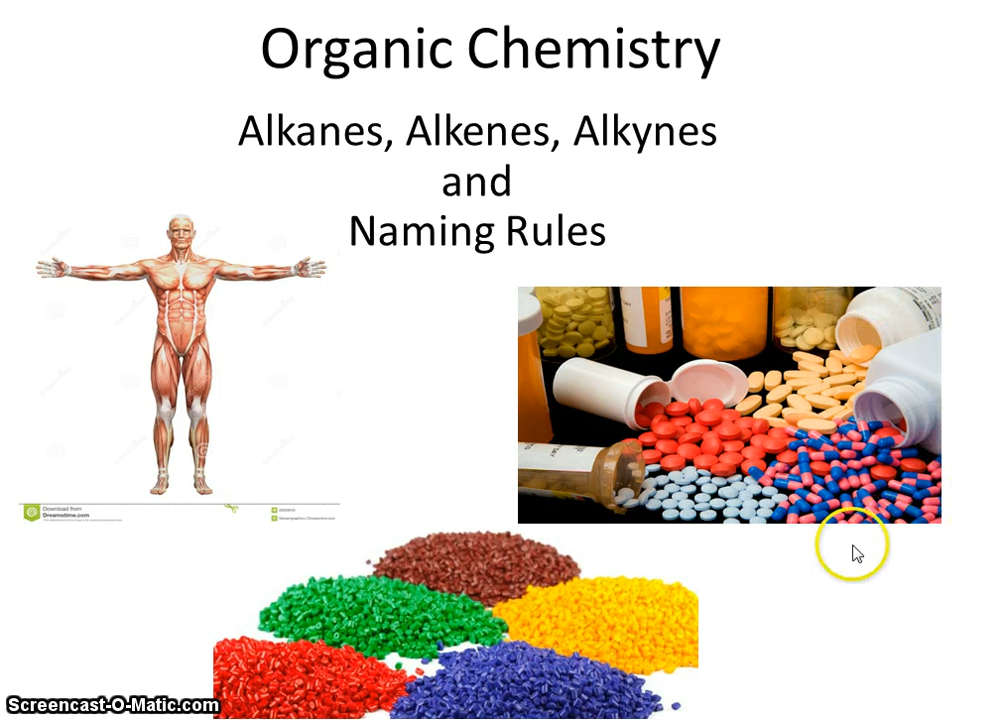 Organic Chemistry
Alkanes, Alkenes, Alkynes
and
Naming Rules
Download from
Dreamstime.com
Screencast-O-Matic.com